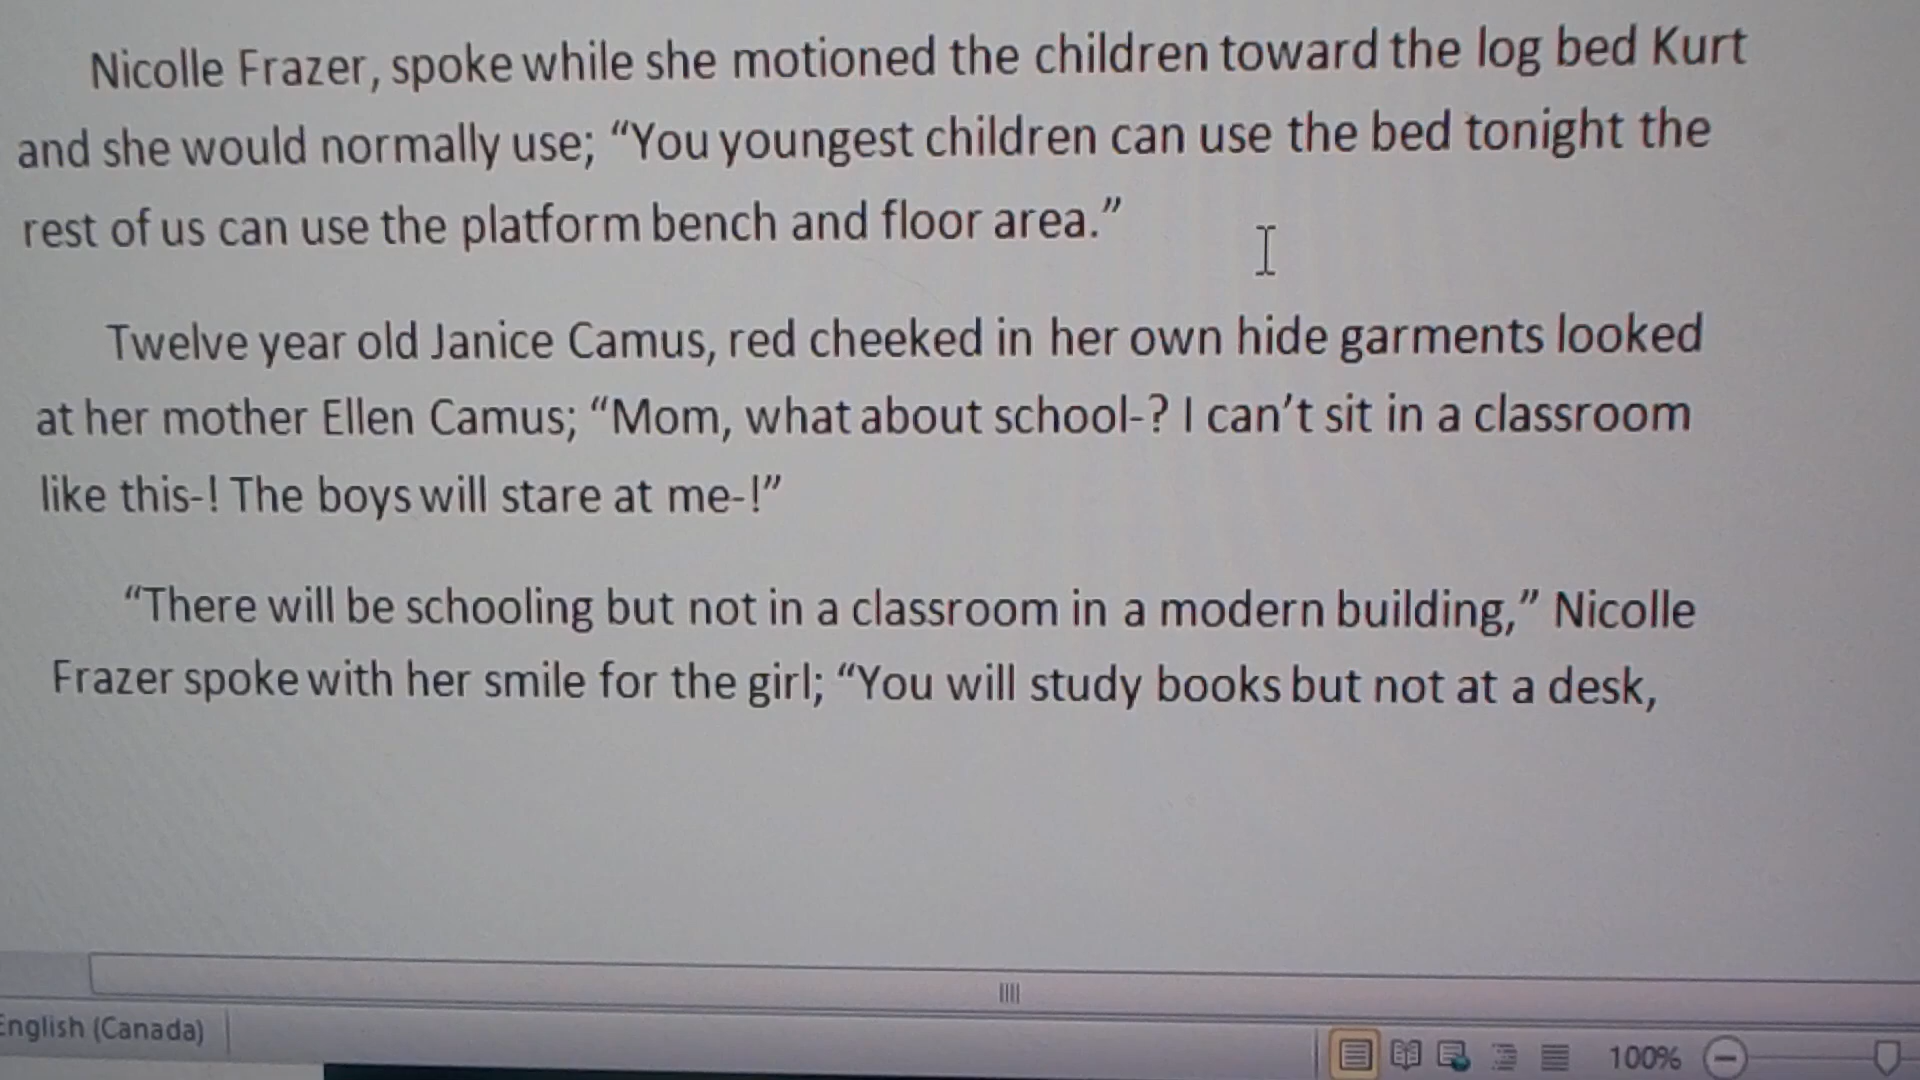 Nicolle Frazer, spoke while she motioned the children toward the log bed Kurt
and she would normally use; “You youngest children can use the bed tonight the
rest of us can use the platform bench and floor area.”
Twelve year old Janice Camus, red cheeked in her own hide garments looked
at her mother Ellen Camus; “Mom, what about school-? I can’t sit in a classroom
like this-! The boys will stare at me-!”
“There will be schooling but not in a classroom in a modern building,” Nicolle
Frazer spoke with her smile for the girl; “You will study books but not at a desk,
English (Canada)
100%